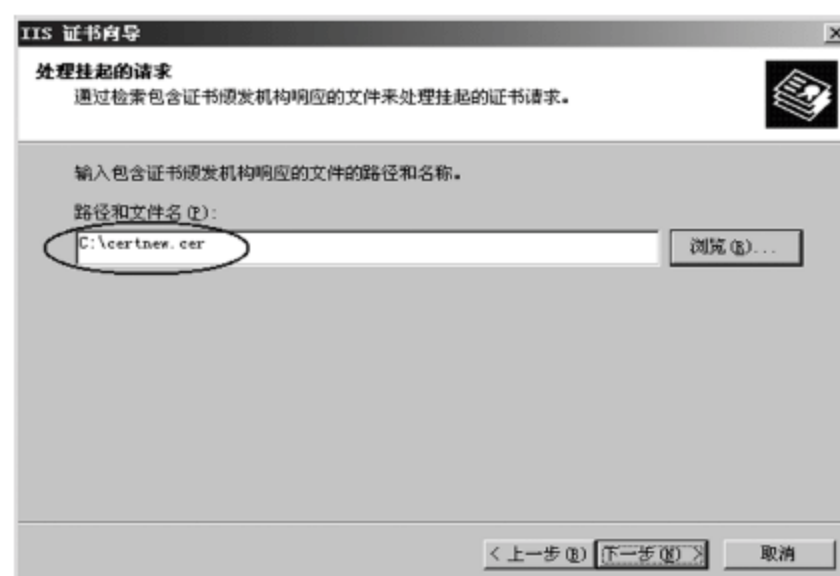 IIS 证书向导
处理挂起的请求
通过检索包含证书颁发机构响应的文件来处理挂起的证书请求。
输入包含证书颁发机构响应的文件的路径和名称。
路径和文件名(P):
C:\certnew.cer
浏览(R)...
< 上一步(B)
下一步(N) >
取消